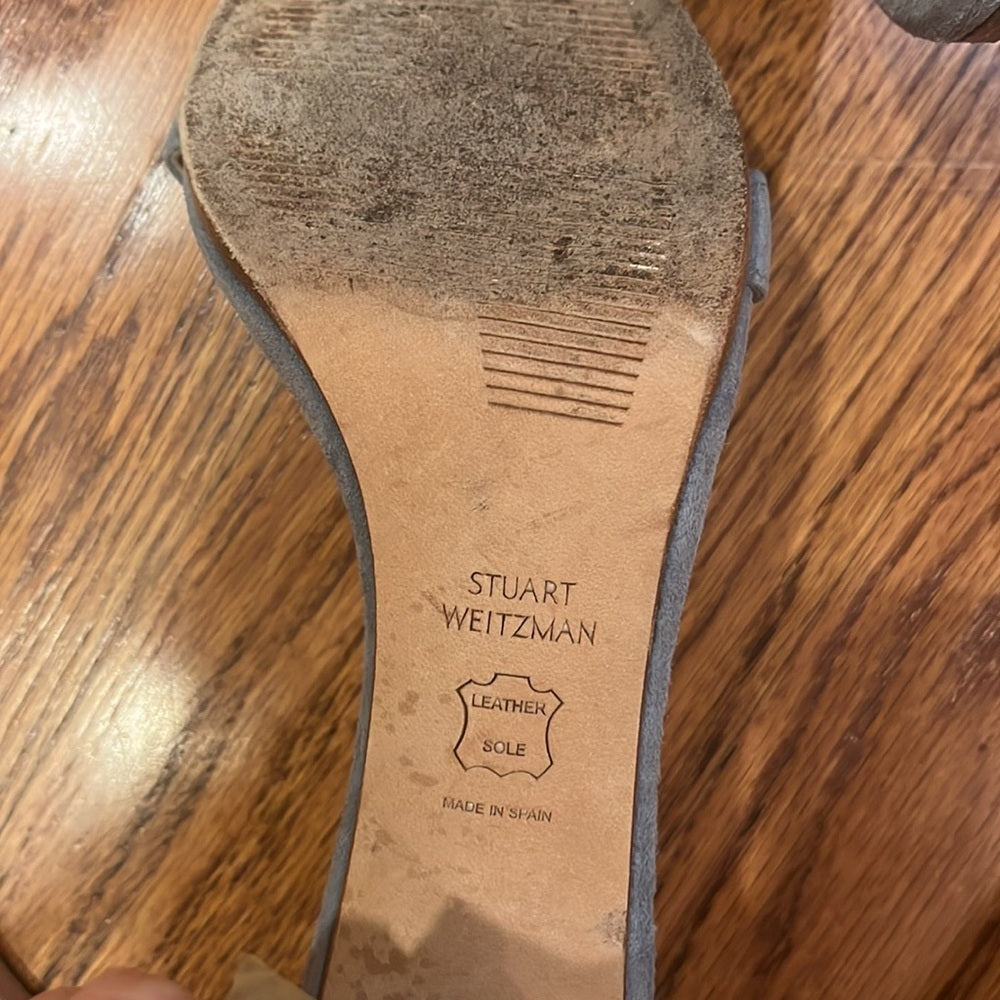 STUART
WEITZMAN
LEATHER
SOLE
MADE IN SPAIN